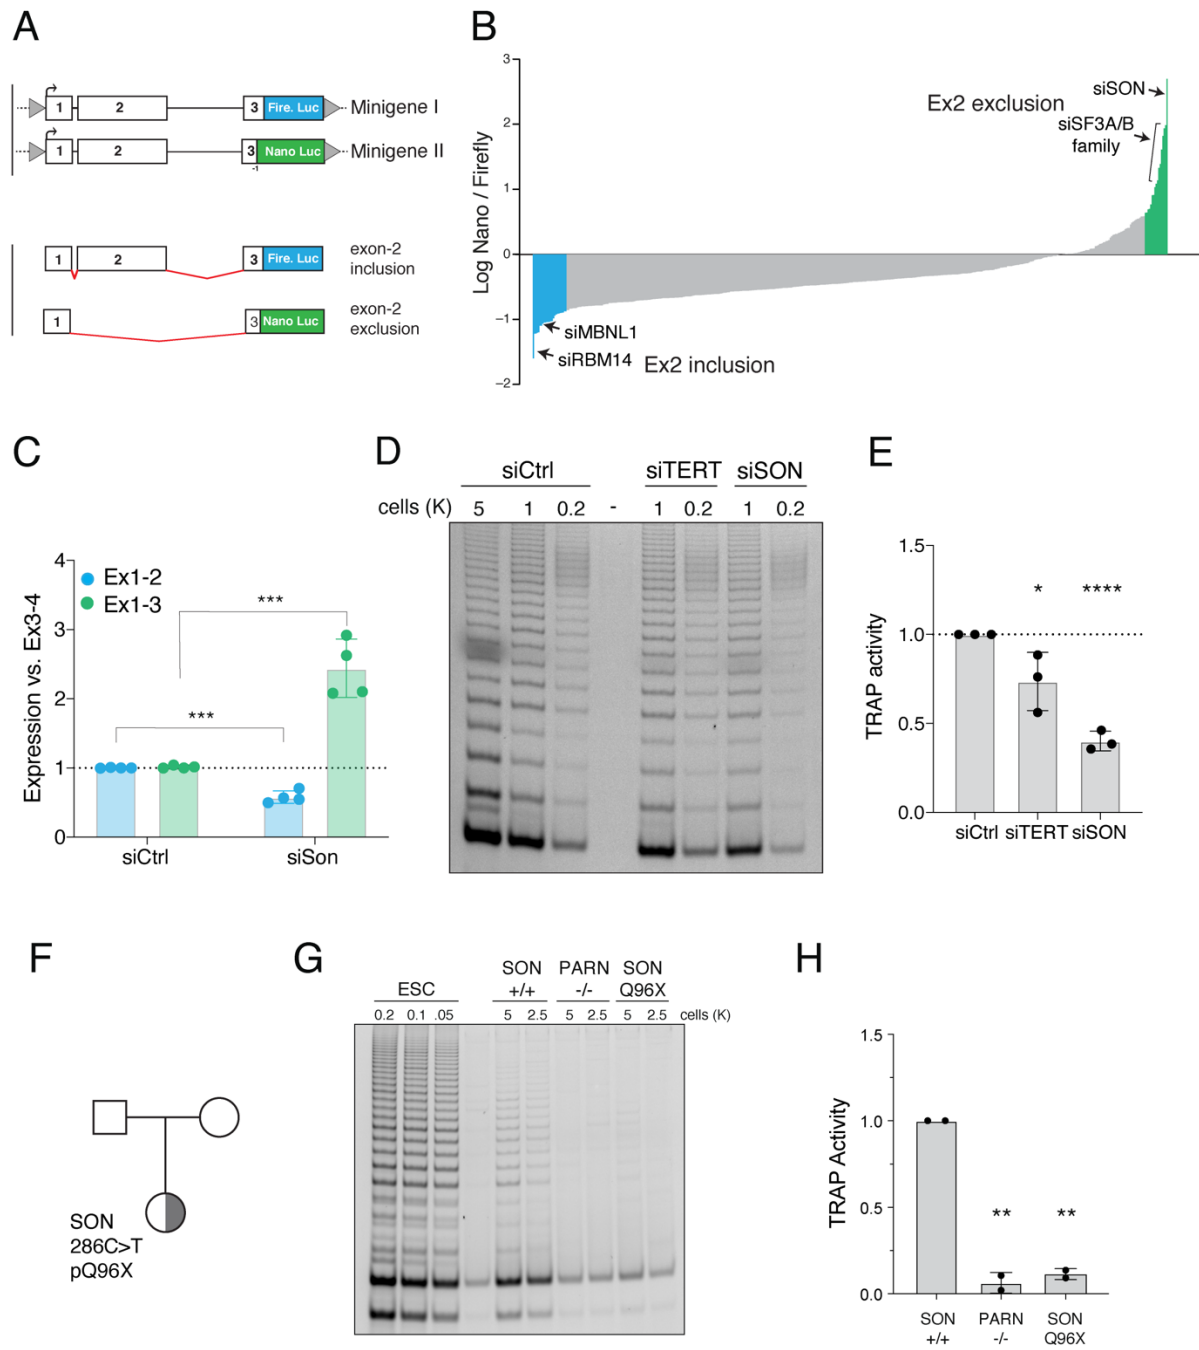 A
1
2
3
Fire. Luc
Minigene I
1
2
3
Nano Luc
Minigene II
-1
1
2
3
Fire. Luc
exon-2
inclusion
1
3
Nano Luc
exon-2
exclusion
B
Log Nano / Firefly
3
2
1
0
−1
−2
Ex2 exclusion
siSON
siSF3A/B
family
siMBNL1
siRBM14
Ex2 inclusion
C
Expression vs. Ex3-4
4
3
2
1
0
Ex1-2
Ex1-3
***
***
siCtrl
siSon
D
siCtrl
siTERT
siSON
cells (K)
5
1
0.2
-
1
0.2
1
0.2
E
TRAP activity
1.5
1.0
0.5
0.0
*
****
siCtrl
siTERT
siSON
F
SON
286C>T
pQ96X
G
ESC
SON
+/+
PARN
-/-
SON
Q96X
0.2
0.1
.05
5
2.5
5
2.5
5
2.5
cells (K)
H
TRAP Activity
1.5
1.0
0.5
0.0
**
**
SON
+/+
PARN
-/-
SON
Q96X